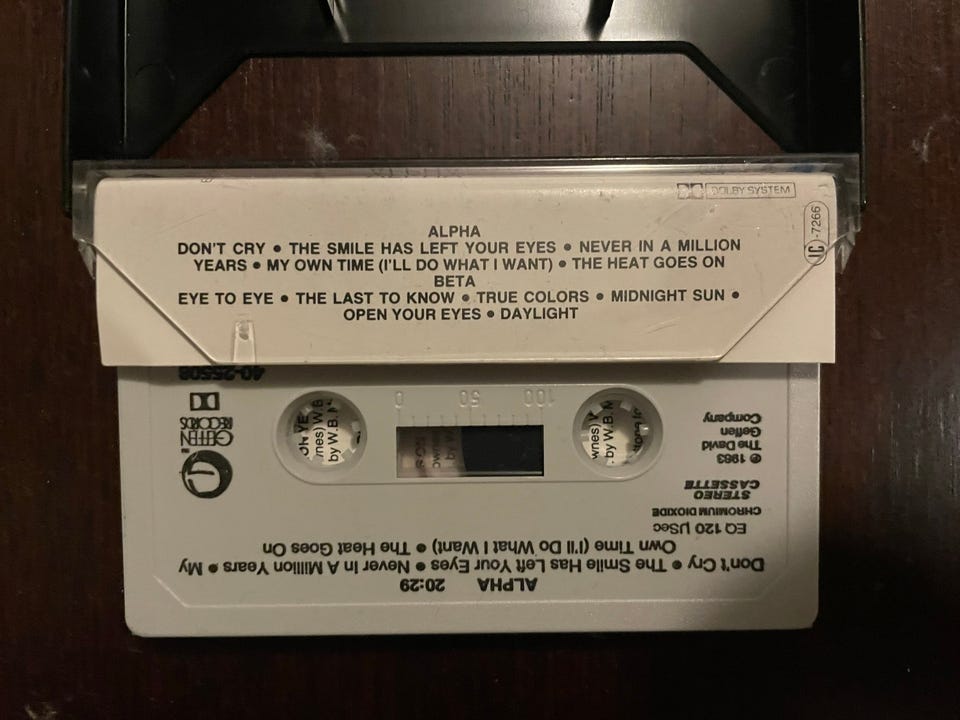 DOLBY SYSTEM
IC -7266
ALPHA
DON'T CRY • THE SMILE HAS LEFT YOUR EYES • NEVER IN A MILLION
YEARS • MY OWN TIME (I'LL DO WHAT I WANT) • THE HEAT GOES ON
BETA
EYE TO EYE • THE LAST TO KNOW • TRUE COLORS • MIDNIGHT SUN •
OPEN YOUR EYES • DAYLIGHT
ALPHA 20:29
Don't Cry • The Smile Has Left Your Eyes • Never In A Million Years • My
Own Time (I'll Do What I Want) • The Heat Goes On
EQ 120 µSec
CHROMIUM DIOXIDE
STEREO
CASSETTE
℗ 1983
The David
Geffen
Company
GEFFEN
RECORDS
40-25508
100 50 0
by W.B.
by W.B. M